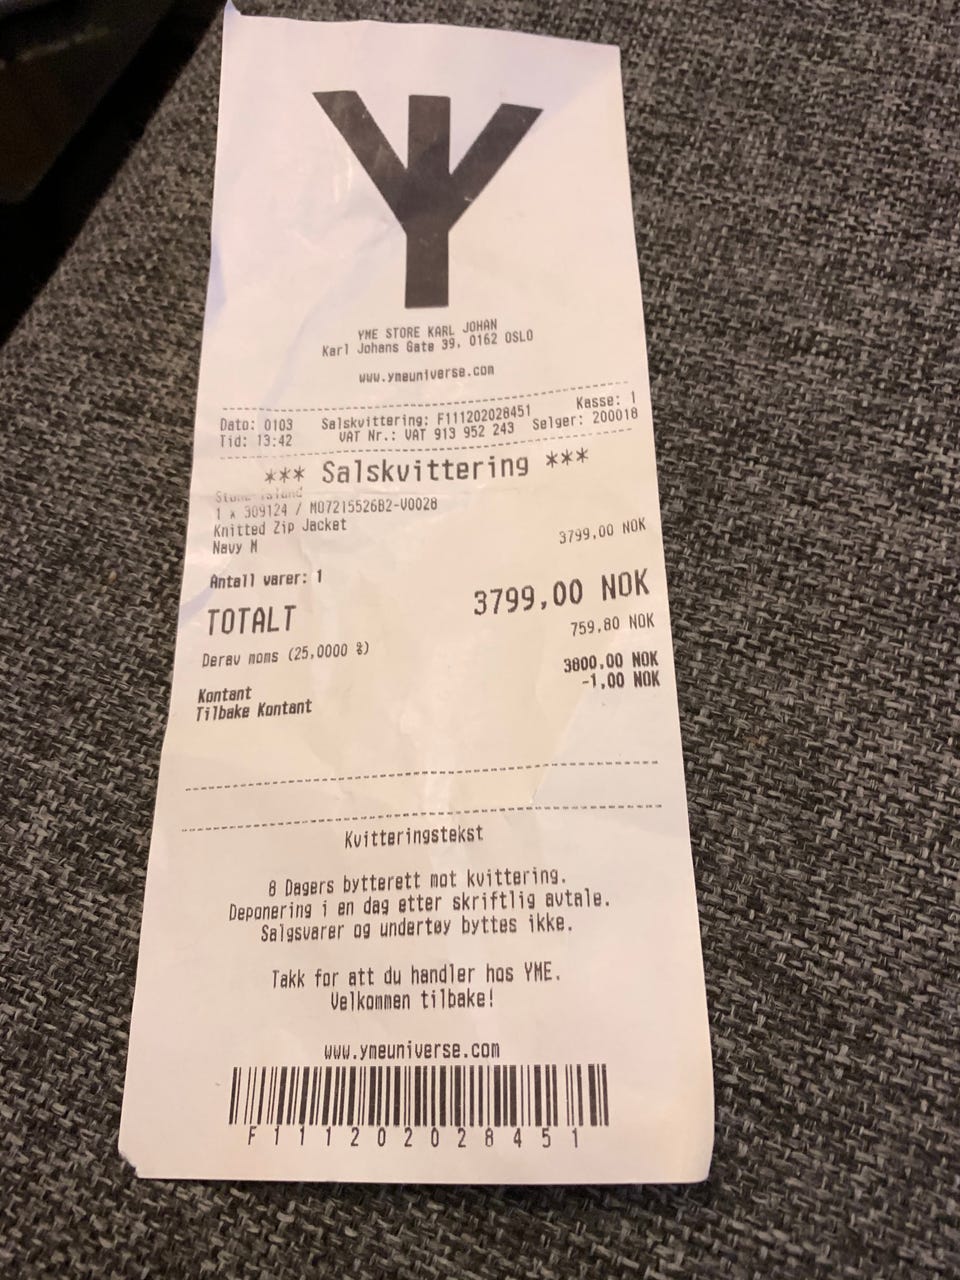 YME STORE KARL JOHAN
Karl Johans Gate 39, 0162 OSLO
www.ymeuniverse.com
Dato: 0103 Salskvittering: F111202028451 Kasse: 1
Tid: 13:42 VAT Nr.: VAT 913 952 243 Selger: 200018
*** Salskvittering ***
Stone Island
1 x 309124 / MO7215526B2-V0028
Knitted Zip Jacket
Navy M 3799,00 NOK
Antall varer: 1
TOTALT 3799,00 NOK
Derav moms (25,0000 %) 759,80 NOK
Kontant 3800,00 NOK
Tilbake Kontant -1,00 NOK
Kvitteringstekst
8 Dagers bytterett mot kvittering.
Deponering i en dag etter skriftlig avtale.
Salgsvarer og undertøy byttes ikke.
Takk for att du handler hos YME.
Velkommen tilbake!
www.ymeuniverse.com
F111202028451